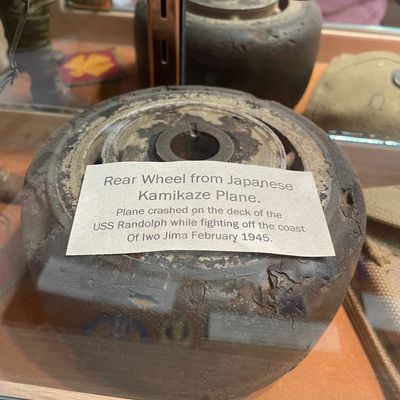 Rear Wheel from Japanese
Kamikaze Plane.
Plane crashed on the deck of the
USS Randolph while fighting off the coast
Of Iwo Jima February 1945.